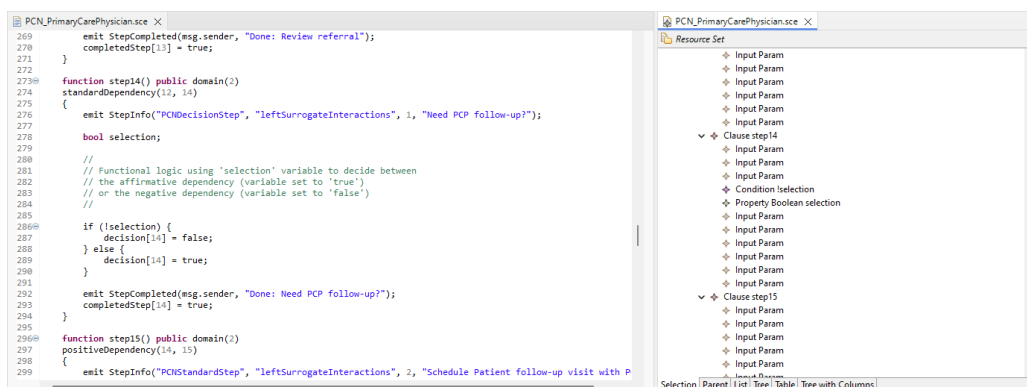 PCN_PrimaryCarePhysician.sce
269 emit StepCompleted(msg.sender, "Done: Review referral");
270 completedStep[13] = true;
271 }
272
273 function step14() public domain(2)
274 standardDependency(12, 14)
275 {
276 emit StepInfo("PCNDecisionStep", "leftSurrogateInteractions", 1, "Need PCP follow-up?");
277
278 bool selection;
279
280 //
281 // Functional logic using 'selection' variable to decide between
282 // the affirmative dependency (variable set to 'true')
283 // or the negative dependency (variable set to 'false')
284 //
285
286 if (!selection) {
287 decision[14] = false;
288 } else {
289 decision[14] = true;
290 }
291
292 emit StepCompleted(msg.sender, "Done: Need PCP follow-up?");
293 completedStep[14] = true;
294 }
295
296 function step15() public domain(2)
297 positiveDependency(14, 15)
298 {
299 emit StepInfo("PCNStandardStep", "leftSurrogateInteractions", 2, "Schedule Patient follow-up visit with P
PCN_PrimaryCarePhysician.sce
Resource Set
Input Param
Input Param
Input Param
Input Param
Input Param
Input Param
Clause step14
Input Param
Input Param
Input Param
Condition !selection
Property Boolean selection
Input Param
Input Param
Input Param
Input Param
Input Param
Input Param
Clause step15
Input Param
Input Param
Input Param
Input Param
Input Param
Input Param
Selection Parent List Tree Table Tree with Columns